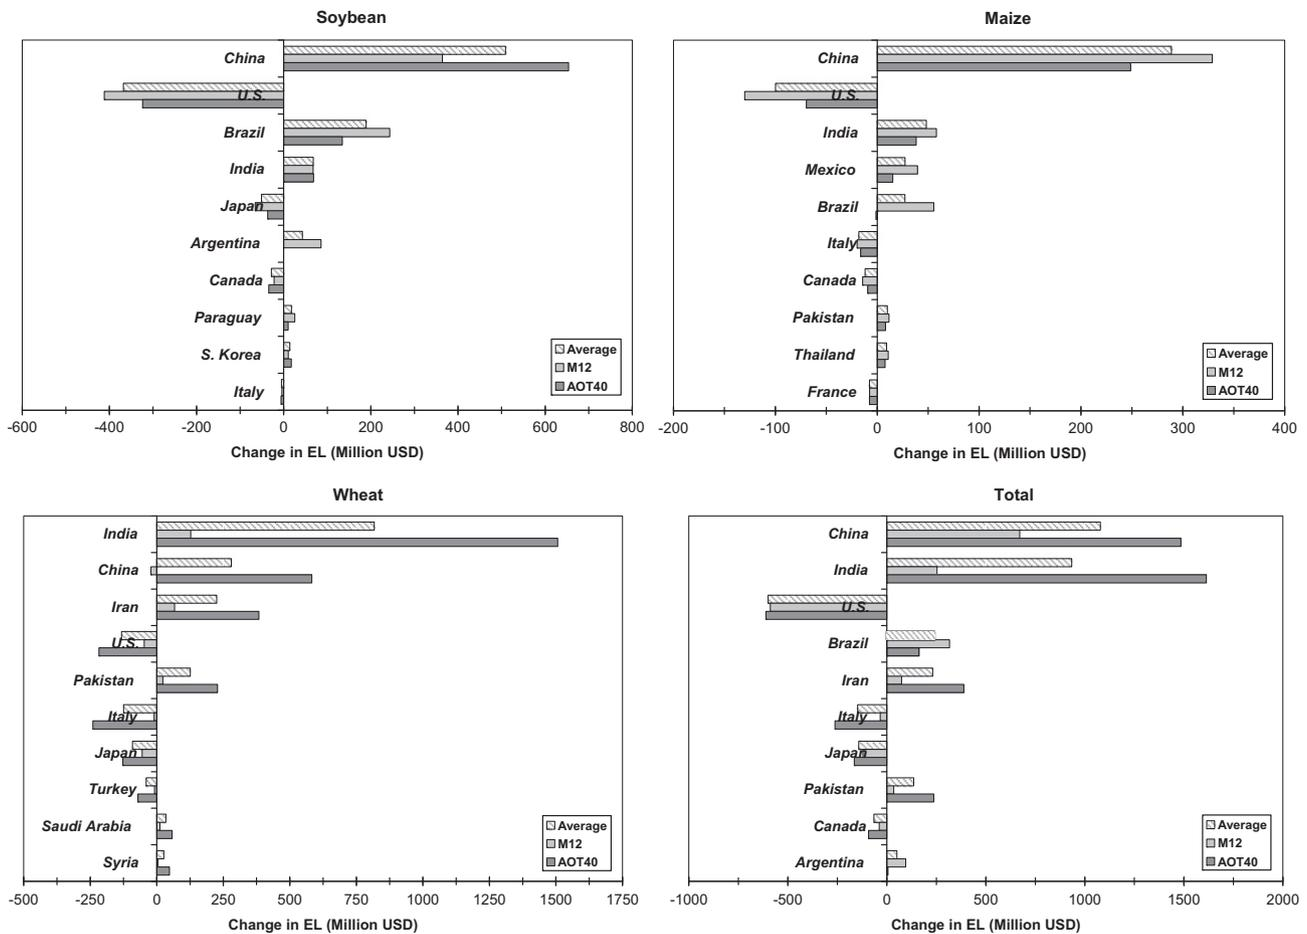 Soybean
China
U.S.
Brazil
India
Japan
Argentina
Canada
Paraguay
S. Korea
Italy
Average
M12
AOT40
-600 -400 -200 0 200 400 600 800
Change in EL (Million USD)
Maize
China
U.S.
India
Mexico
Brazil
Italy
Canada
Pakistan
Thailand
France
Average
M12
AOT40
-200 -100 0 100 200 300 400
Change in EL (Million USD)
Wheat
India
China
Iran
U.S.
Pakistan
Italy
Japan
Turkey
Saudi Arabia
Syria
Average
M12
AOT40
-500 -250 0 250 500 750 1000 1250 1500 1750
Change in EL (Million USD)
Total
China
India
U.S.
Brazil
Iran
Italy
Japan
Pakistan
Canada
Argentina
Average
M12
AOT40
-1000 -500 0 500 1000 1500 2000
Change in EL (Million USD)